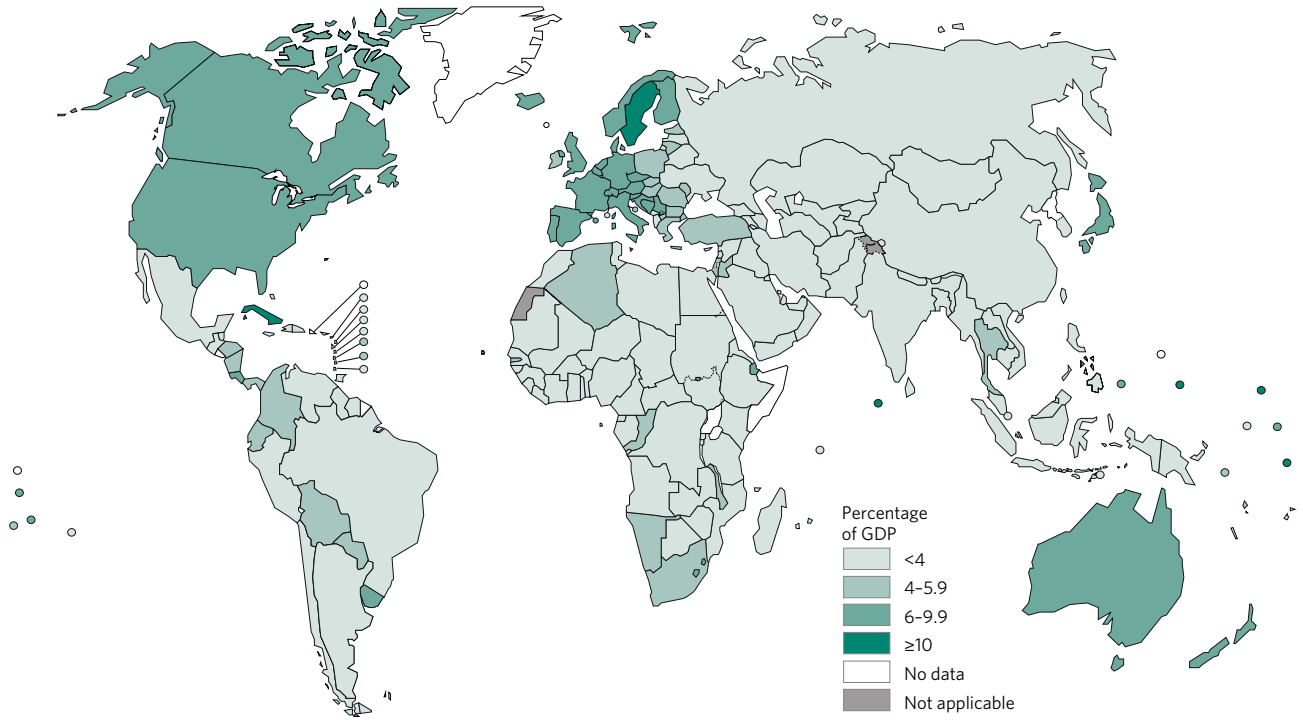 Percentage
of GDP
<4
4–5.9
6–9.9
≥10
No data
Not applicable